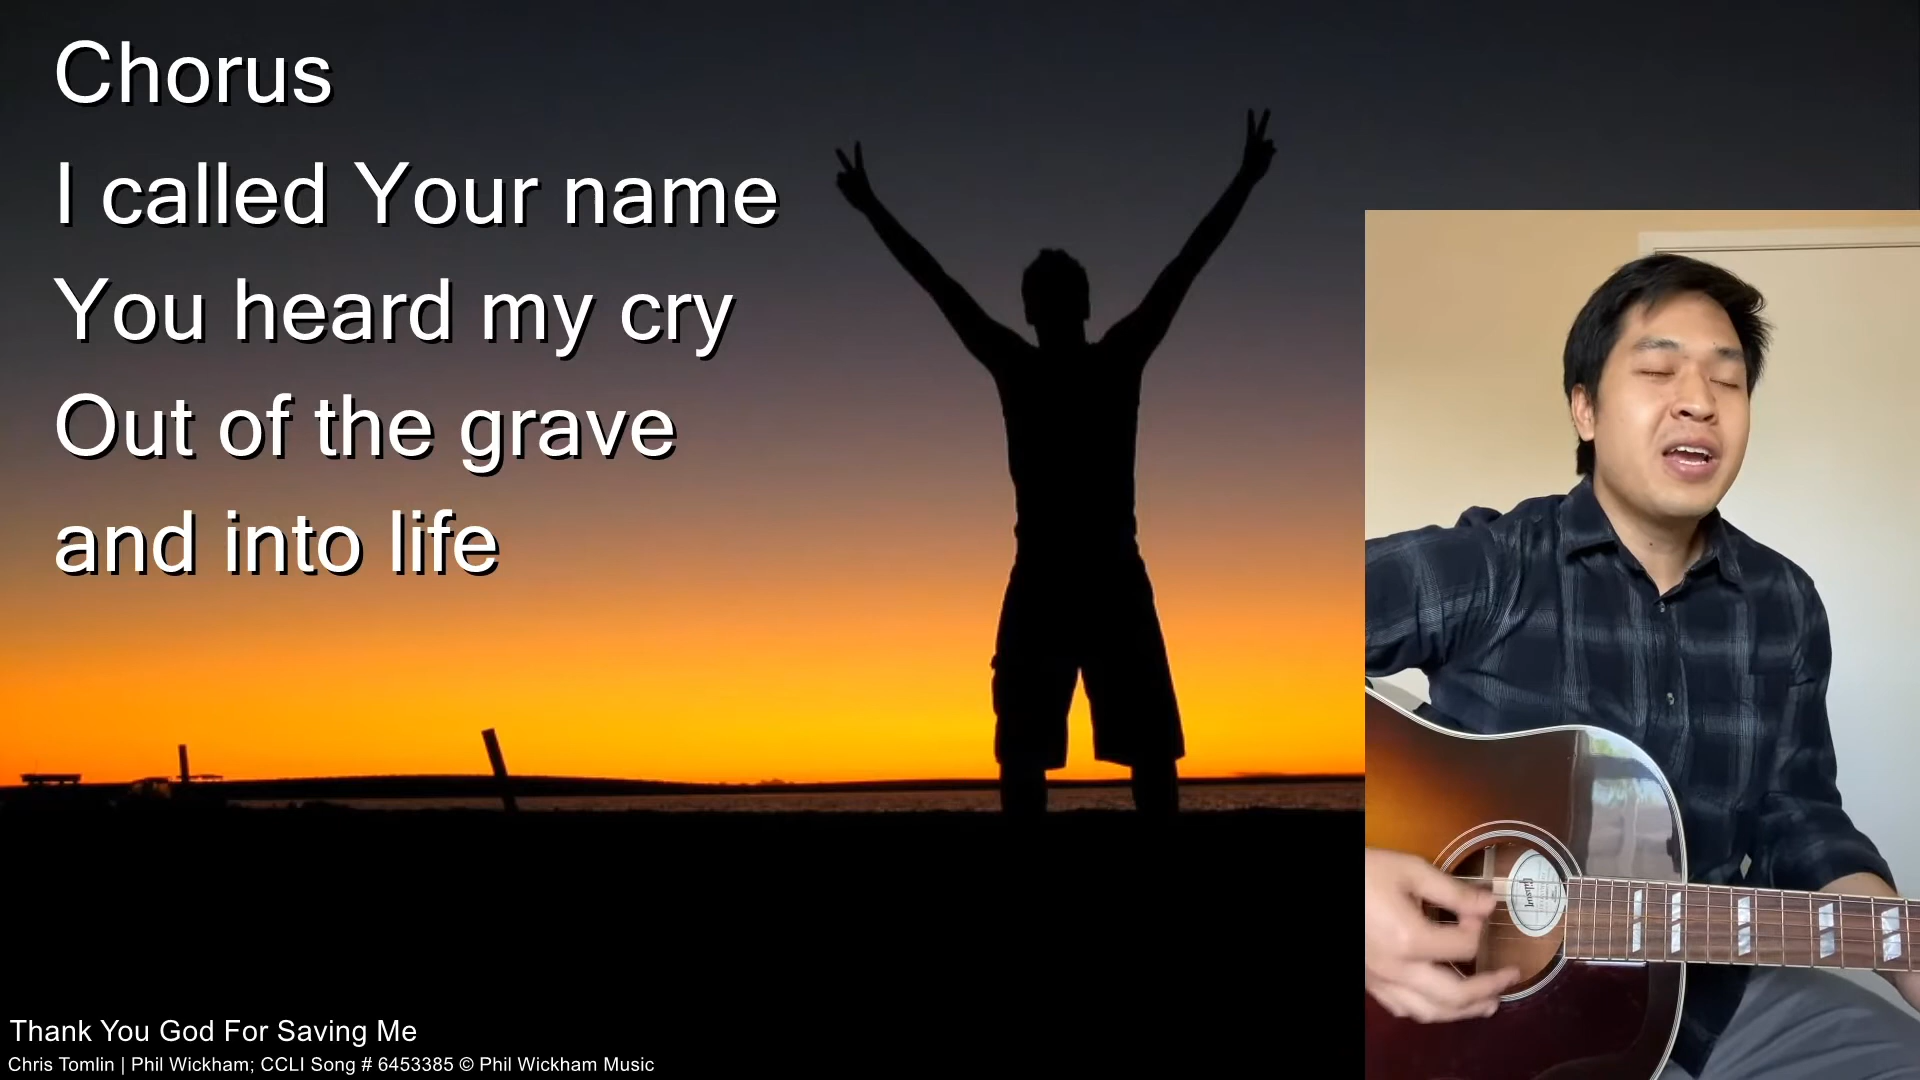 Chorus
I called Your name
You heard my cry
Out of the grave
and into life
Thank You God For Saving Me
Chris Tomlin | Phil Wickham; CCLI Song # 6453385 © Phil Wickham Music
Gibson